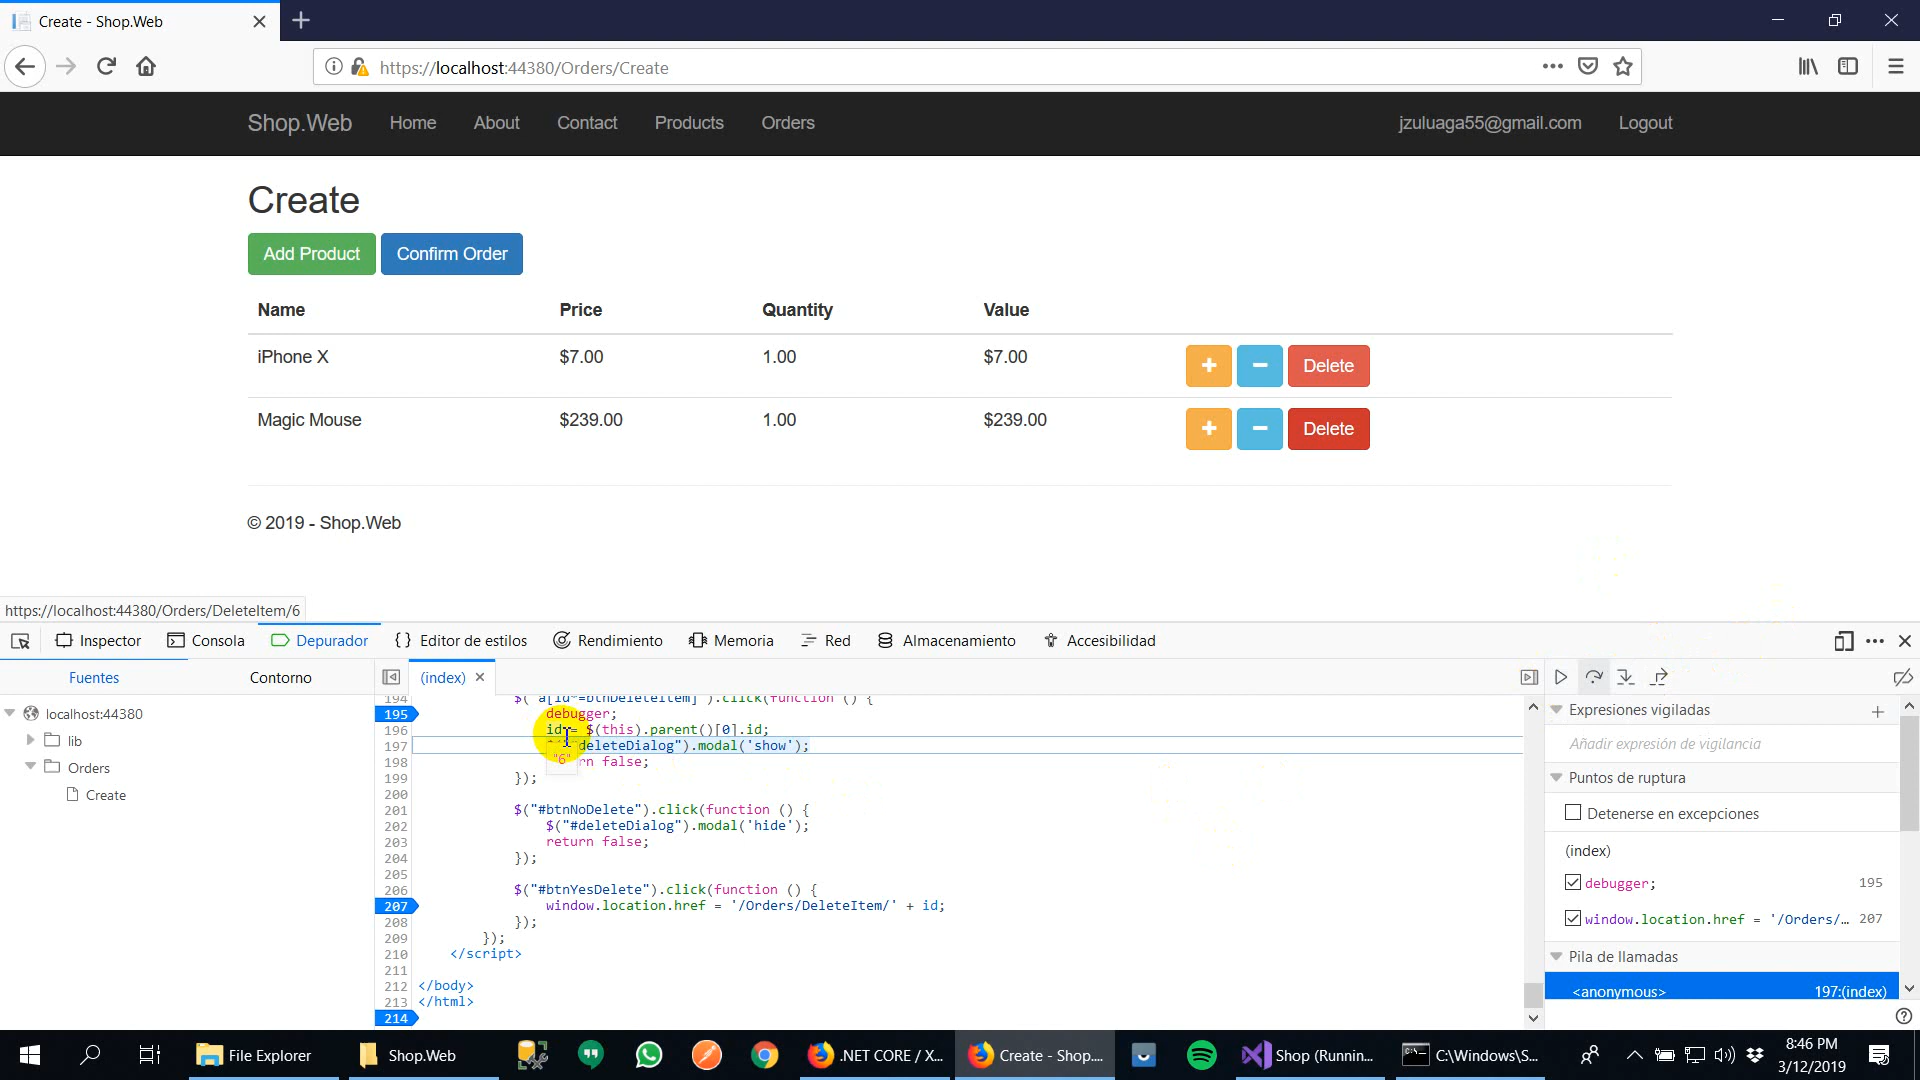 Create - Shop.Web
https://localhost:44380/Orders/Create
Shop.Web Home About Contact Products Orders jzuluaga55@gmail.com Logout
Create
Add Product Confirm Order
Name Price Quantity Value
iPhone X $7.00 1.00 $7.00 + − Delete
Magic Mouse $239.00 1.00 $239.00 + − Delete
© 2019 - Shop.Web
https://localhost:44380/Orders/DeleteItem/6
Inspector Consola Depurador {} Editor de estilos Rendimiento Memoria Red Almacenamiento Accesibilidad
Fuentes Contorno (index)
localhost:44380
lib
Orders
Create
194 $("a[id*=btnDeleteItem]").click(function () {
195 debugger;
196 id = $(this).parent()[0].id;
197 deleteDialog").modal('show');
"6"
198 rn false;
199 });
200
201 $("#btnNoDelete").click(function () {
202 $("#deleteDialog").modal('hide');
203 return false;
204 });
205
206 $("#btnYesDelete").click(function () {
207 window.location.href = '/Orders/DeleteItem/' + id;
208 });
209 });
210 </script>
211
212 </body>
213 </html>
214
Expresiones vigiladas
Añadir expresión de vigilancia
Puntos de ruptura
Detenerse en excepciones
(index)
debugger; 195
window.location.href = '/Orders/… 207
Pila de llamadas
<anonymous> 197:(index)
File Explorer Shop.Web .NET CORE / X... Create - Shop.... Shop (Runnin... C:\Windows\S...
8:46 PM
3/12/2019